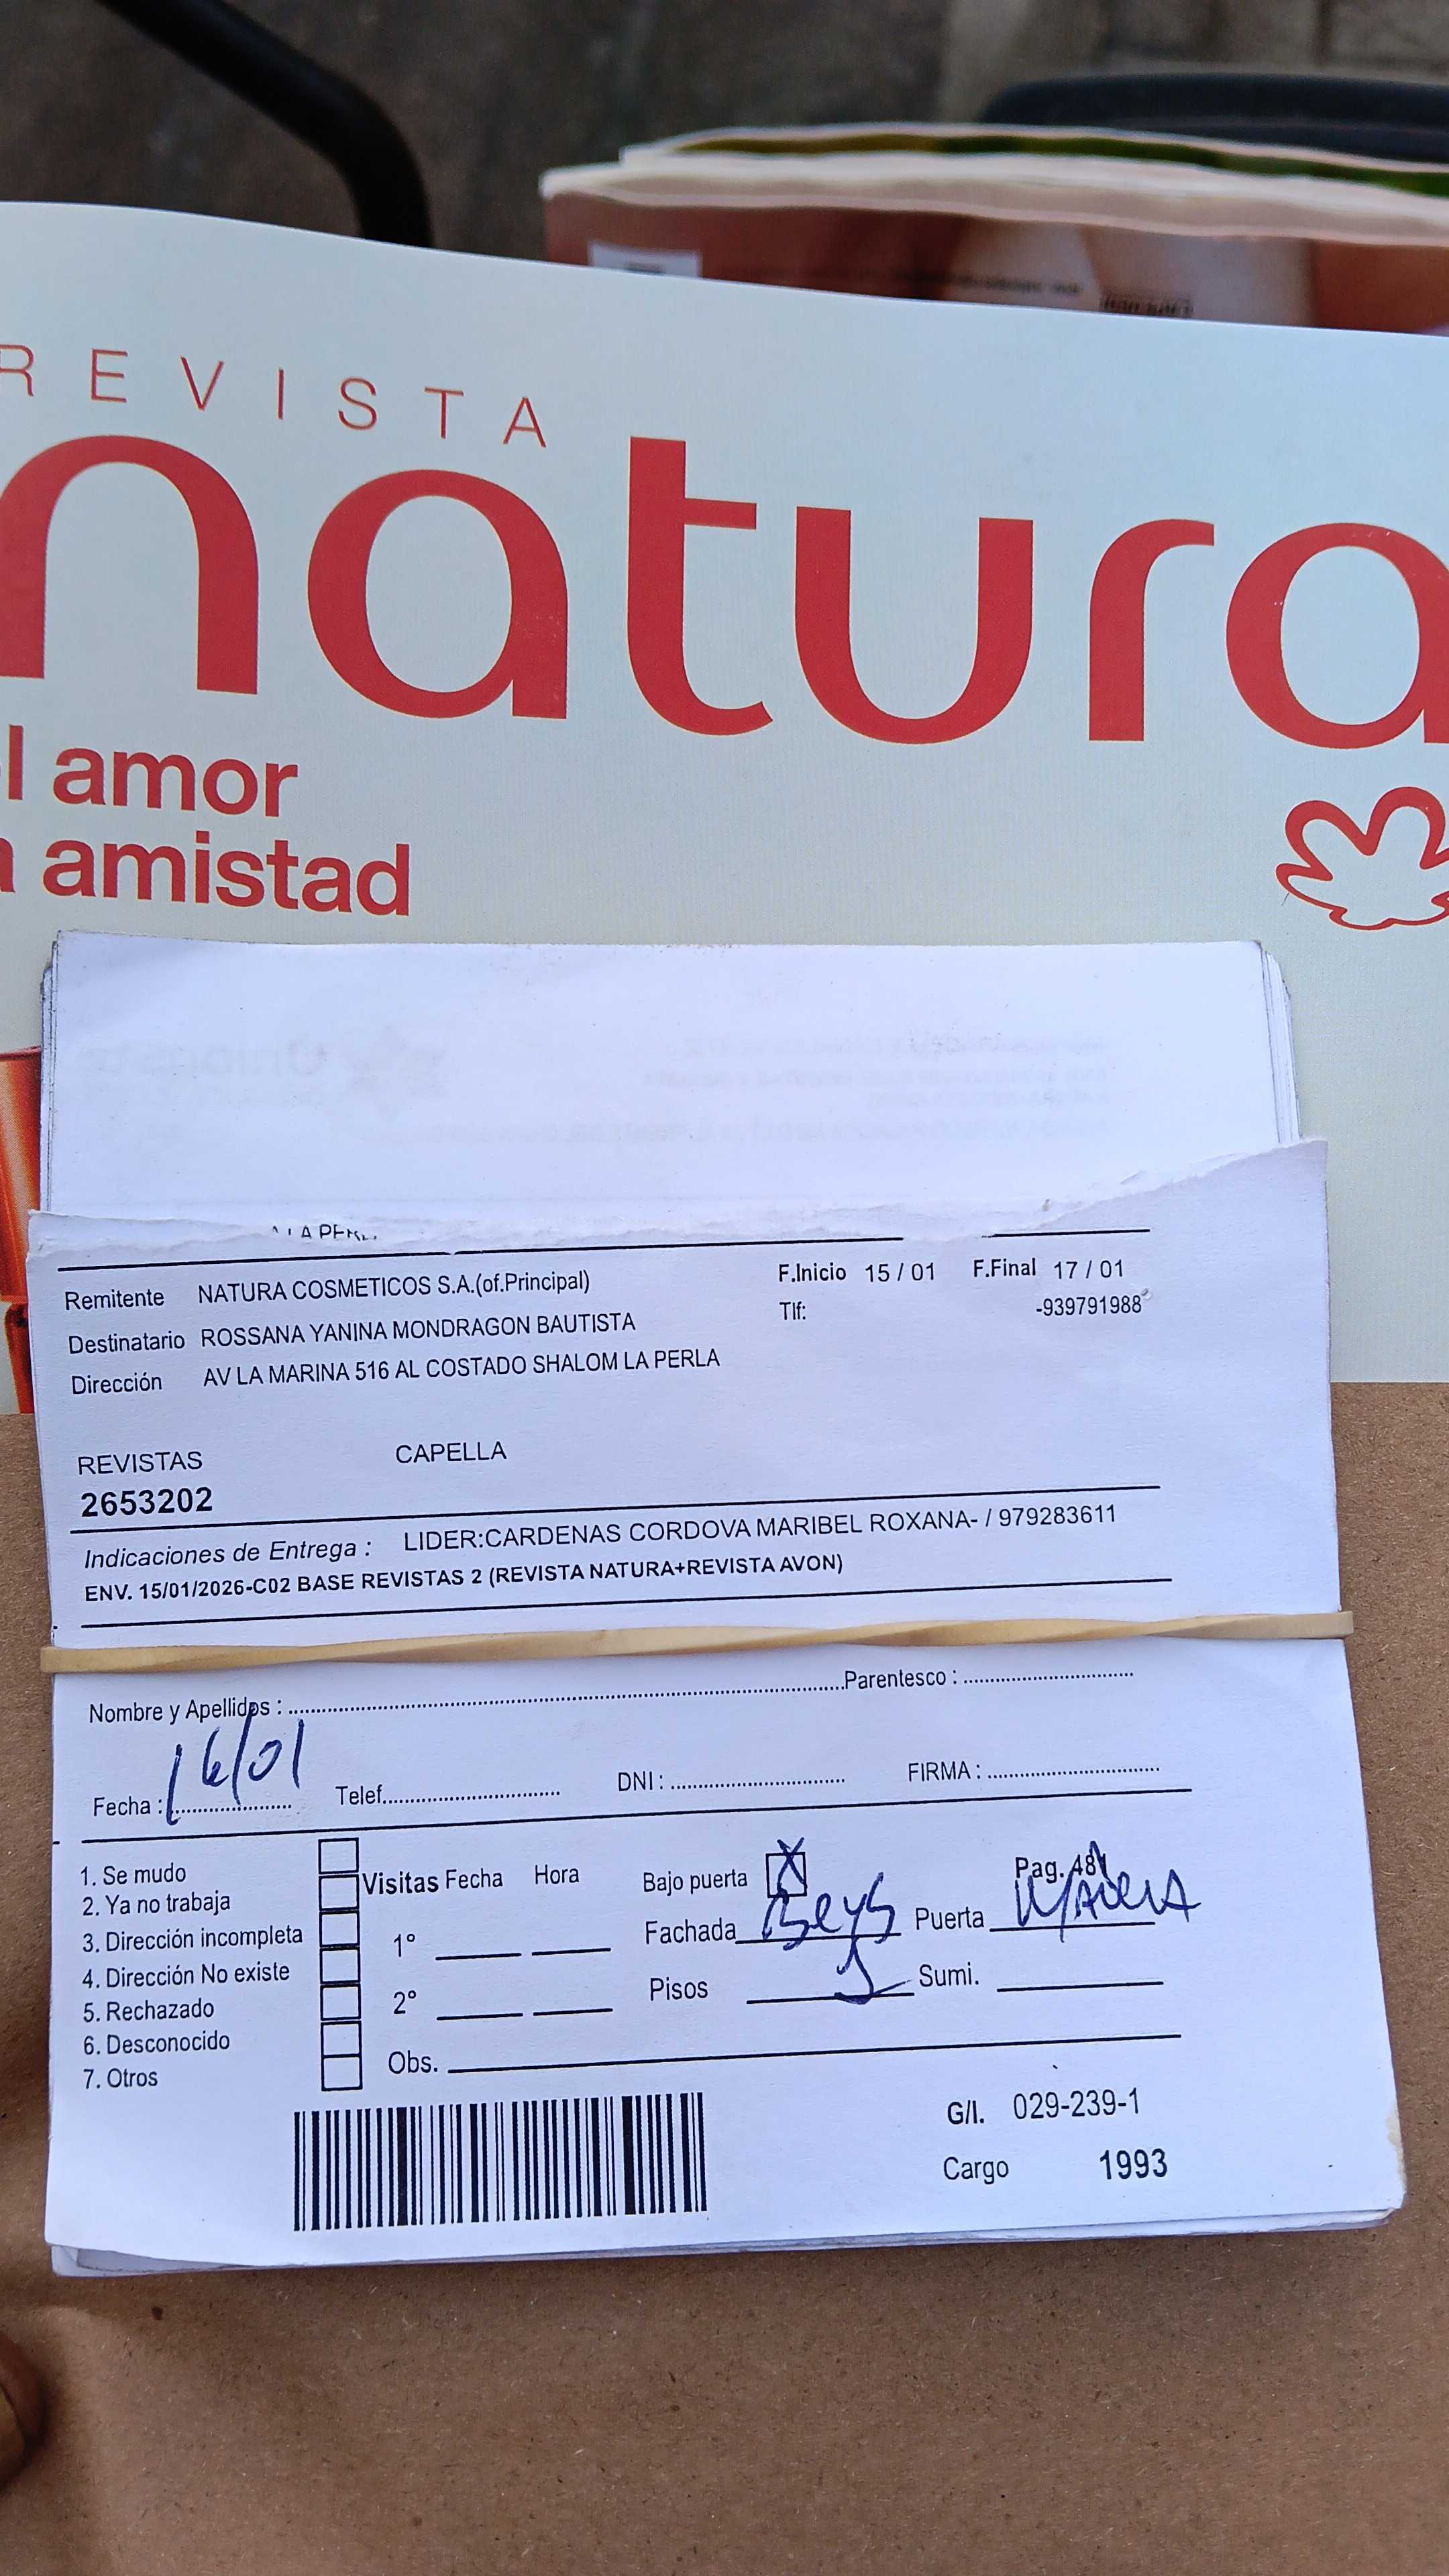 REVISTA
natura
l amor
a amistad
Remitente NATURA COSMETICOS S.A.(of.Principal) F.Inicio 15 / 01 F.Final 17 / 01
Destinatario ROSSANA YANINA MONDRAGON BAUTISTA Tlf: -939791988
Dirección AV LA MARINA 516 AL COSTADO SHALOM LA PERLA
REVISTAS CAPELLA
2653202
Indicaciones de Entrega : LIDER:CARDENAS CORDOVA MARIBEL ROXANA- / 979283611
ENV. 15/01/2026-C02 BASE REVISTAS 2 (REVISTA NATURA+REVISTA AVON)
Nombre y Apellidos : Parentesco :
Fecha : 16/01 Telef. DNI : FIRMA :
1. Se mudo
2. Ya no trabaja
3. Dirección incompleta
4. Dirección No existe
5. Rechazado
6. Desconocido
7. Otros
Visitas Fecha Hora
1°
2°
Obs.
Bajo puerta X Pag. 48
Fachada Beys Puerta
Pisos Sumi.
G/I. 029-239-1
Cargo 1993